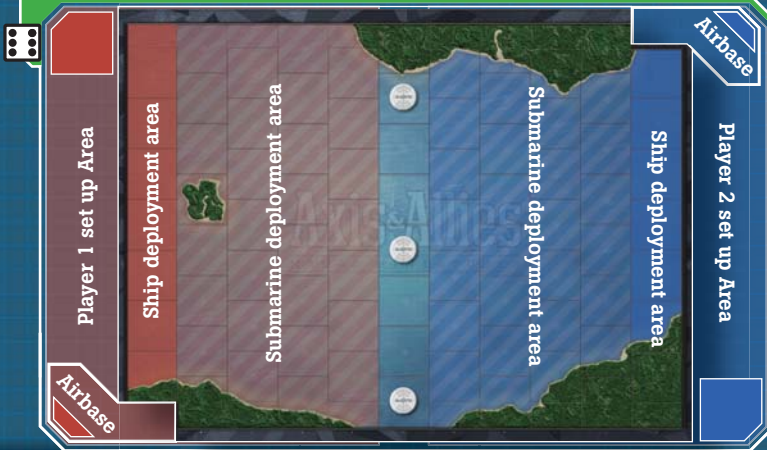 Airbase
Player 1 set up Area
Ship deployment area
Submarine deployment area
Axis & Allies
Submarine deployment area
Ship deployment area
Player 2 set up Area
Airbase